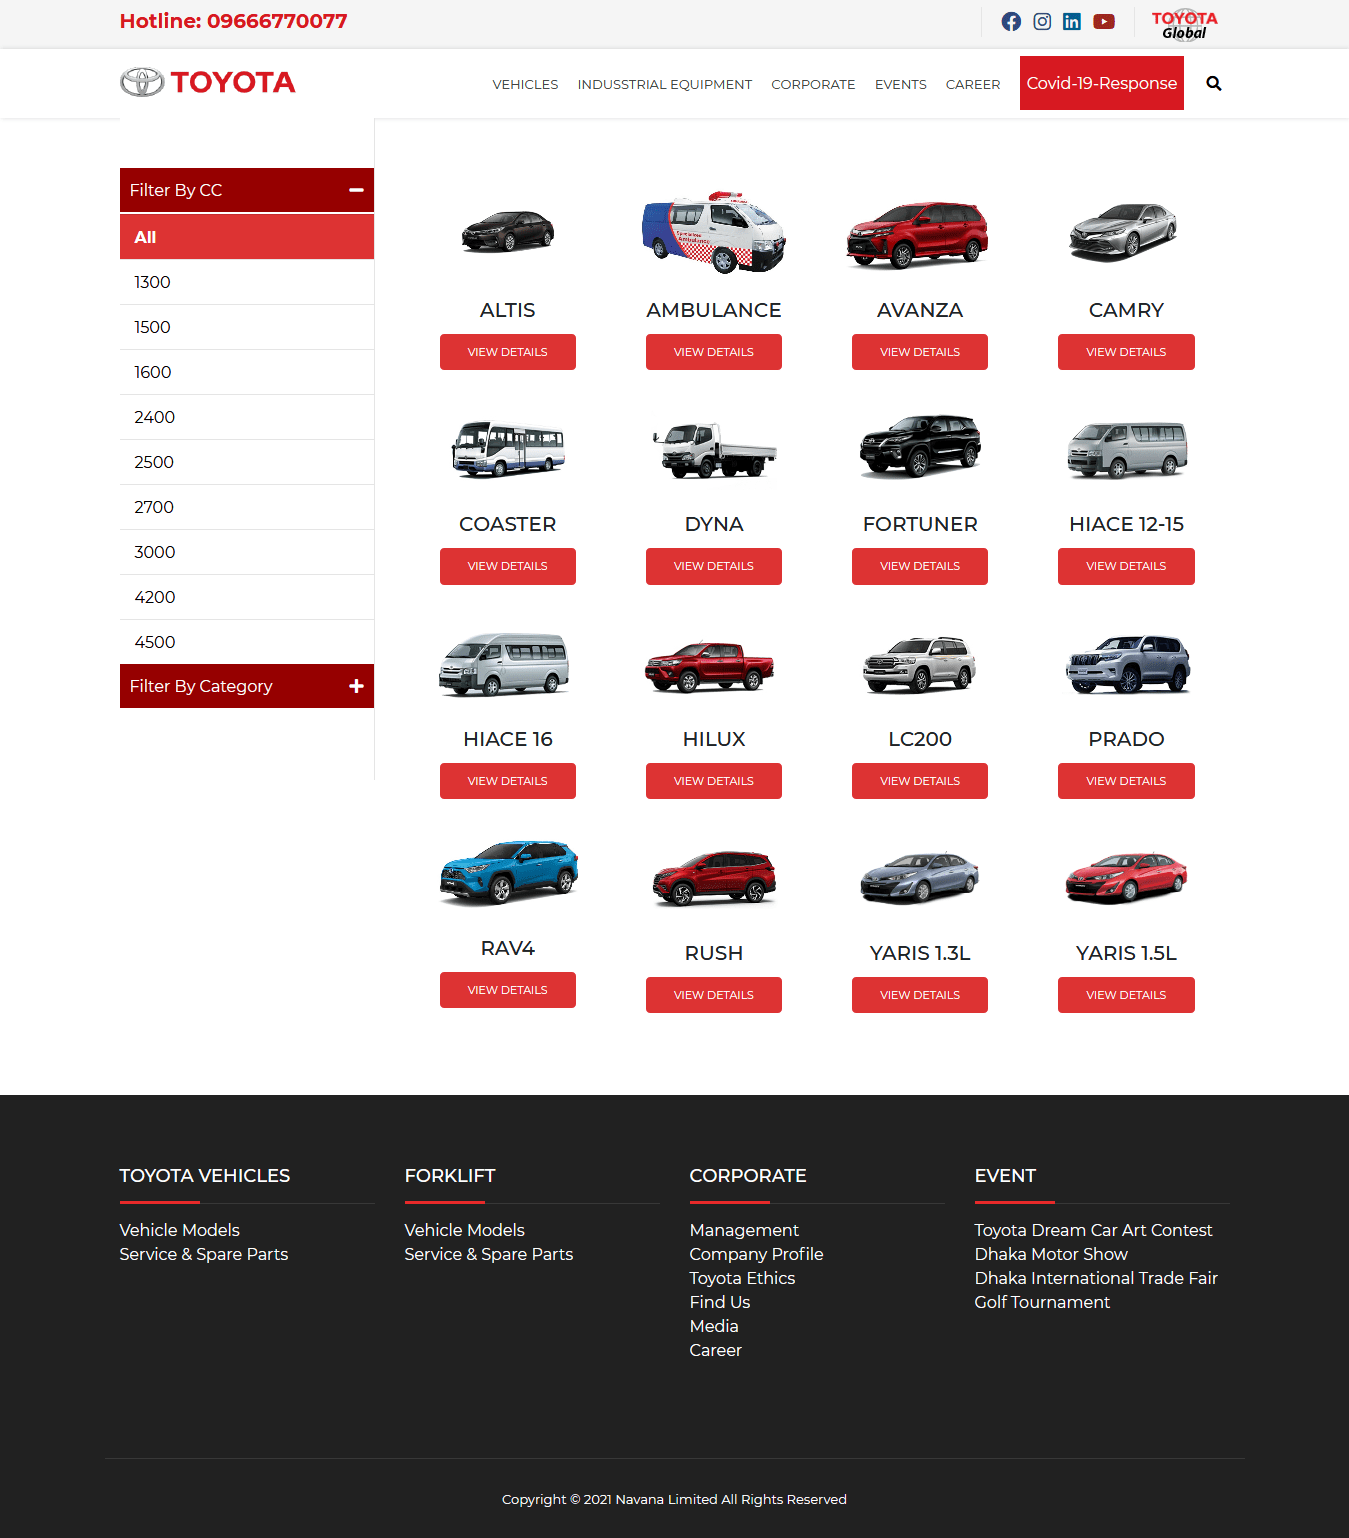 Hotline: 09666770077
TOYOTA
Global
TOYOTA
VEHICLES
INDUSSTRIAL EQUIPMENT
CORPORATE
EVENTS
CAREER
Covid-19-Response
Filter By CC
All
1300
1500
1600
2400
2500
2700
3000
4200
4500
Filter By Category
ALTIS
AMBULANCE
AVANZA
CAMRY
VIEW DETAILS
VIEW DETAILS
VIEW DETAILS
VIEW DETAILS
COASTER
DYNA
FORTUNER
HIACE 12-15
VIEW DETAILS
VIEW DETAILS
VIEW DETAILS
VIEW DETAILS
HIACE 16
HILUX
LC200
PRADO
VIEW DETAILS
VIEW DETAILS
VIEW DETAILS
VIEW DETAILS
RAV4
RUSH
YARIS 1.3L
YARIS 1.5L
VIEW DETAILS
VIEW DETAILS
VIEW DETAILS
VIEW DETAILS
TOYOTA VEHICLES
Vehicle Models
Service & Spare Parts
FORKLIFT
Vehicle Models
Service & Spare Parts
CORPORATE
Management
Company Profile
Toyota Ethics
Find Us
Media
Career
EVENT
Toyota Dream Car Art Contest
Dhaka Motor Show
Dhaka International Trade Fair
Golf Tournament
Copyright © 2021 Navana Limited All Rights Reserved